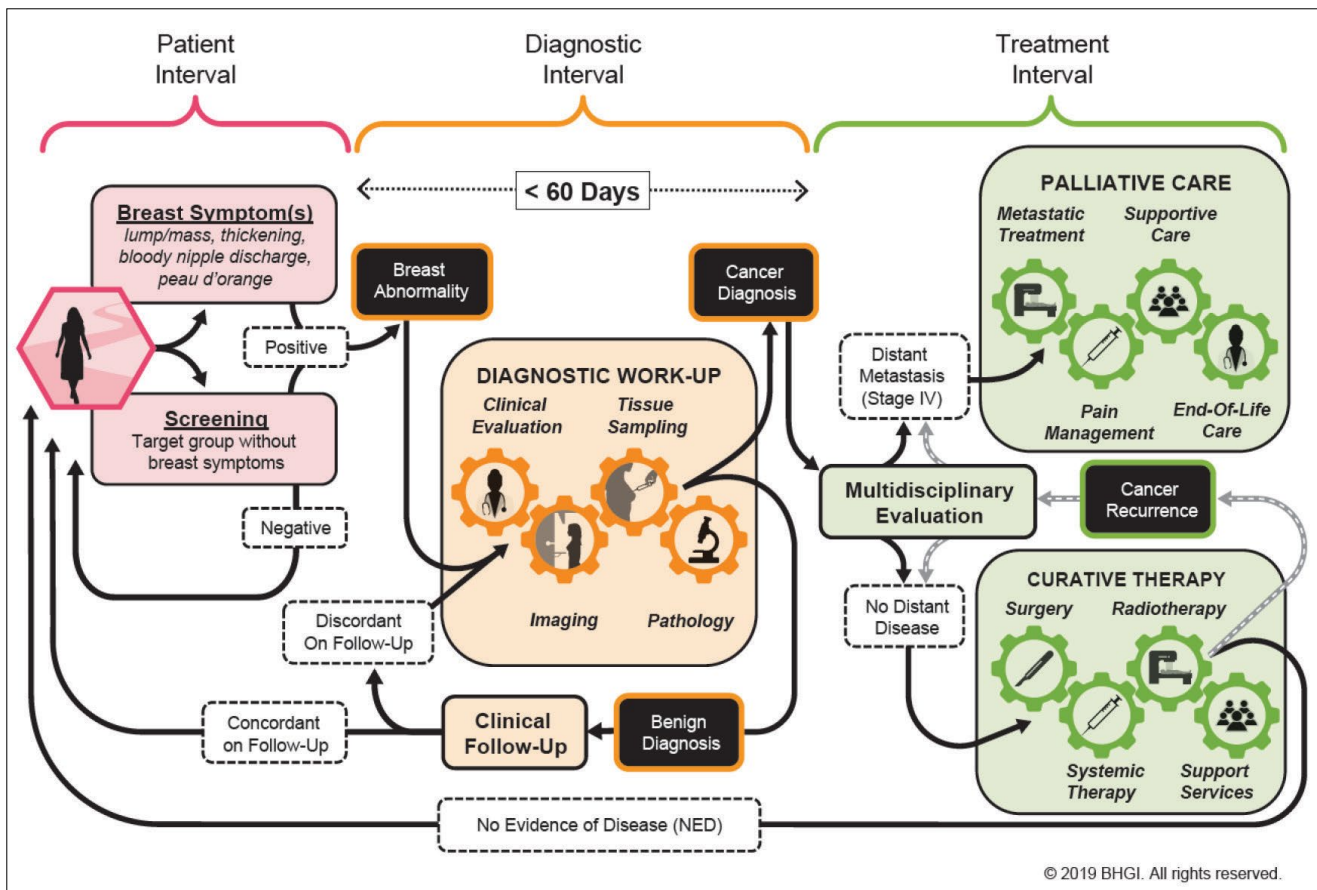 Patient
Interval
Diagnostic
Interval
Treatment
Interval
< 60 Days
Breast Symptom(s)
lump/mass, thickening,
bloody nipple discharge,
peau d'orange
Positive
Screening
Target group without
breast symptoms
Negative
Breast
Abnormality
Cancer
Diagnosis
DIAGNOSTIC WORK-UP
Clinical
Evaluation
Tissue
Sampling
Imaging
Pathology
Discordant
On Follow-Up
Concordant
on Follow-Up
Clinical
Follow-Up
Benign
Diagnosis
No Evidence of Disease (NED)
PALLIATIVE CARE
Metastatic
Treatment
Supportive
Care
Pain
Management
End-Of-Life
Care
Distant
Metastasis
(Stage IV)
Multidisciplinary
Evaluation
Cancer
Recurrence
No Distant
Disease
CURATIVE THERAPY
Surgery
Radiotherapy
Systemic
Therapy
Support
Services
© 2019 BHGI. All rights reserved.